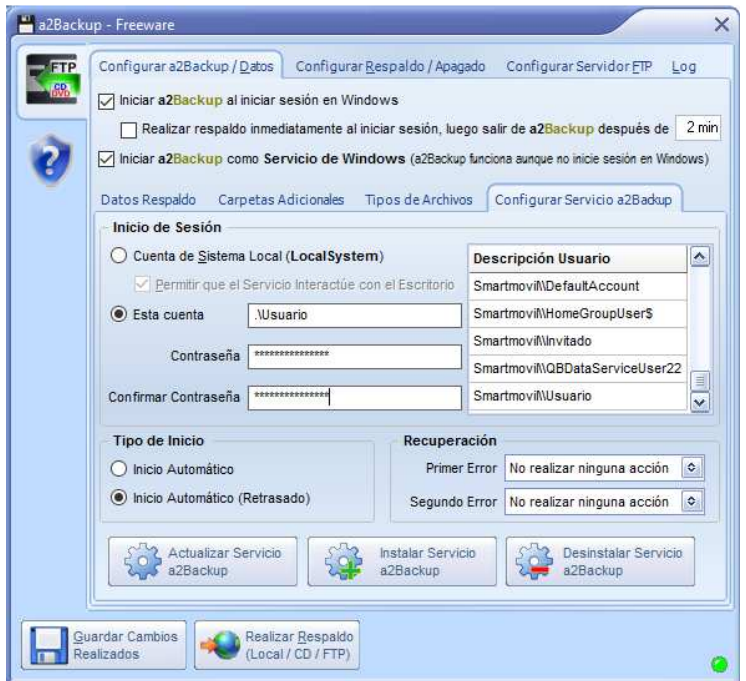 a2Backup - Freeware
FTP
CD
DVD
Configurar a2Backup / Datos
Configurar Respaldo / Apagado
Configurar Servidor FTP
Log
Iniciar a2Backup al iniciar sesión en Windows
Realizar respaldo inmediatamente al iniciar sesión, luego salir de a2Backup después de 2 min
Iniciar a2Backup como Servicio de Windows (a2Backup funciona aunque no inicie sesión en Windows)
Datos Respaldo
Carpetas Adicionales
Tipos de Archivos
Configurar Servicio a2Backup
Inicio de Sesión
Cuenta de Sistema Local (LocalSystem)
Permitir que el Servicio Interactúe con el Escritorio
Esta cuenta .\Usuario
Contraseña ***************
Confirmar Contraseña ***************
Descripción Usuario
Smartmovil\\DefaultAccount
Smartmovil\\HomeGroupUser$
Smartmovil\\Invitado
Smartmovil\\QBDataServiceUser22
Smartmovil\\Usuario
Tipo de Inicio
Inicio Automático
Inicio Automático (Retrasado)
Recuperación
Primer Error No realizar ninguna acción
Segundo Error No realizar ninguna acción
Actualizar Servicio
a2Backup
Instalar Servicio
a2Backup
Desinstalar Servicio
a2Backup
Guardar Cambios
Realizados
Realizar Respaldo
(Local / CD / FTP)